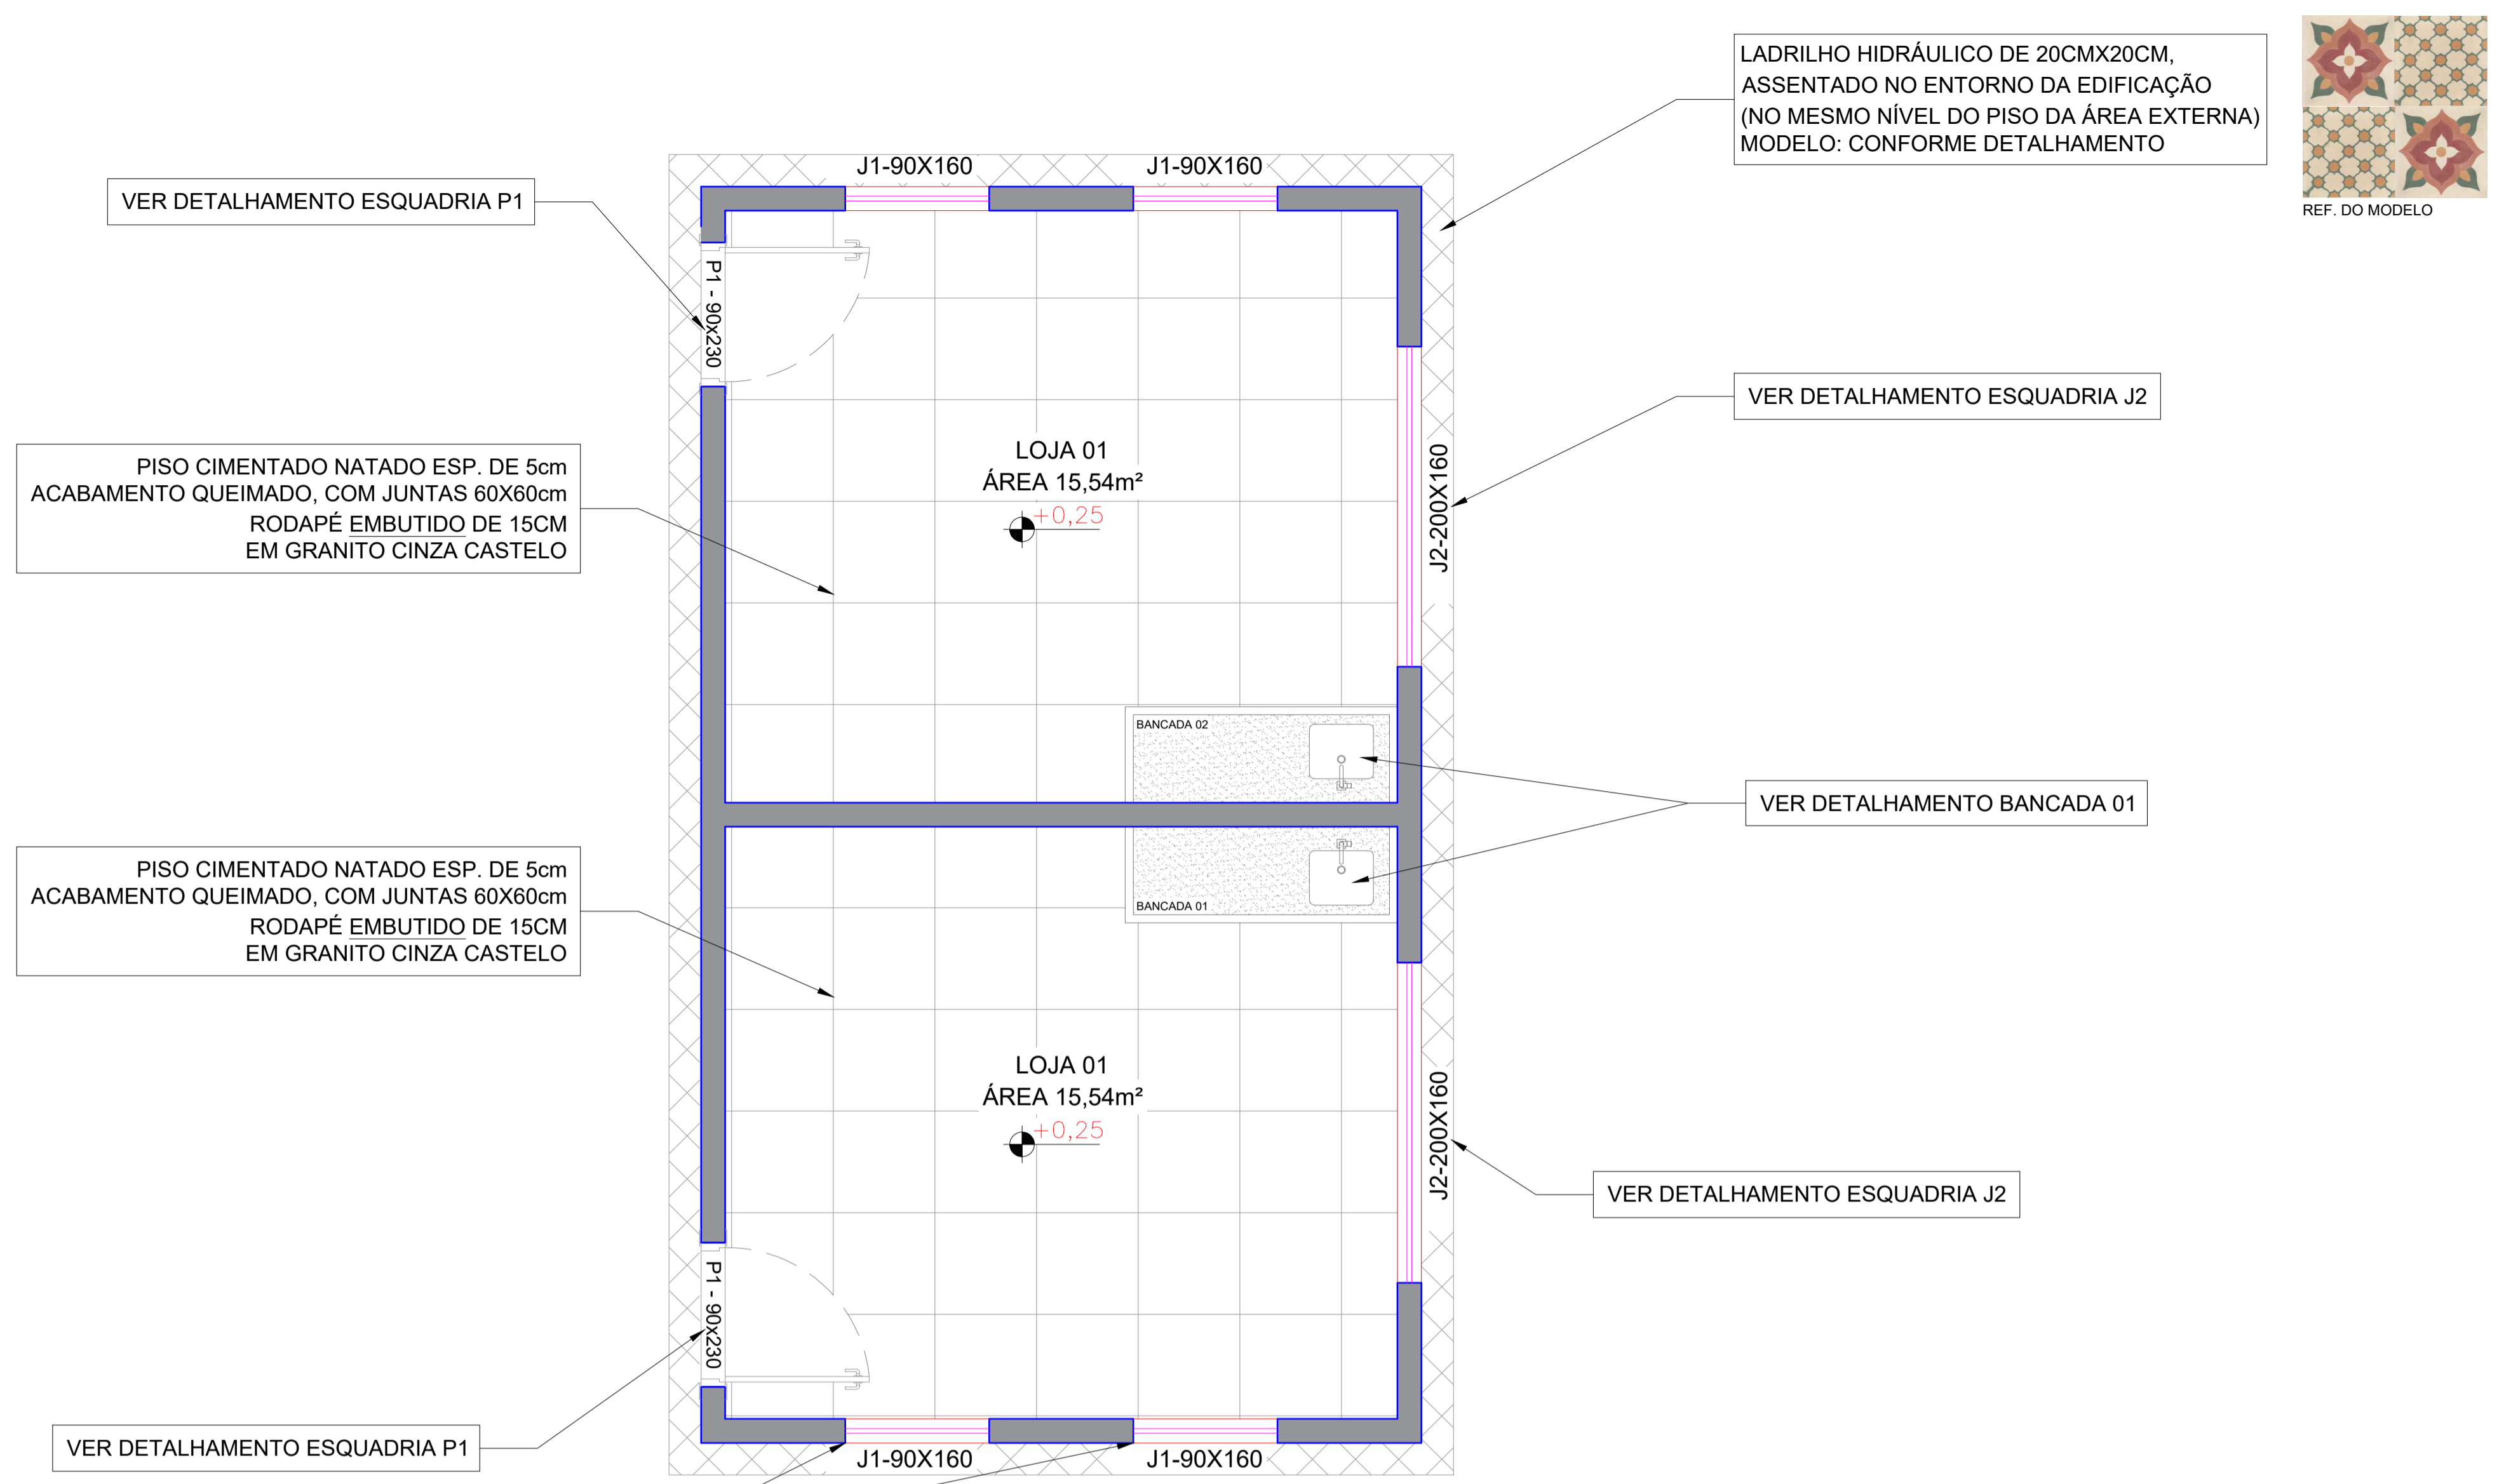 LADRILHO HIDRÁULICO DE 20CMX20CM,
ASSENTADO NO ENTORNO DA EDIFICAÇÃO
(NO MESMO NÍVEL DO PISO DA ÁREA EXTERNA)
MODELO: CONFORME DETALHAMENTO
REF. DO MODELO
J1-90X160
J1-90X160
VER DETALHAMENTO ESQUADRIA P1
P1 - 90x230
VER DETALHAMENTO ESQUADRIA J2
J2-200X160
PISO CIMENTADO NATADO ESP. DE 5cm
ACABAMENTO QUEIMADO, COM JUNTAS 60X60cm
RODAPÉ EMBUTIDO DE 15CM
EM GRANITO CINZA CASTELO
LOJA 01
ÁREA 15,54m²
+0,25
BANCADA 02
VER DETALHAMENTO BANCADA 01
BANCADA 01
PISO CIMENTADO NATADO ESP. DE 5cm
ACABAMENTO QUEIMADO, COM JUNTAS 60X60cm
RODAPÉ EMBUTIDO DE 15CM
EM GRANITO CINZA CASTELO
LOJA 01
ÁREA 15,54m²
+0,25
J2-200X160
VER DETALHAMENTO ESQUADRIA J2
P1 - 90x230
VER DETALHAMENTO ESQUADRIA P1
J1-90X160
J1-90X160